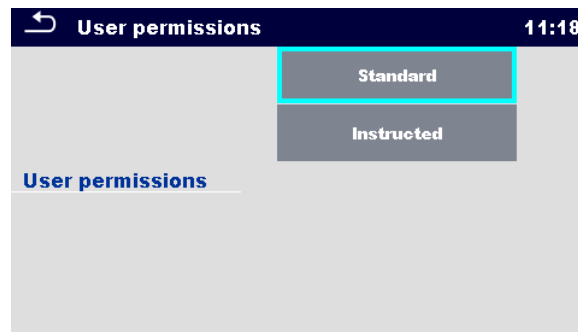 User permissions 11:18
Standard
Instructed
User permissions